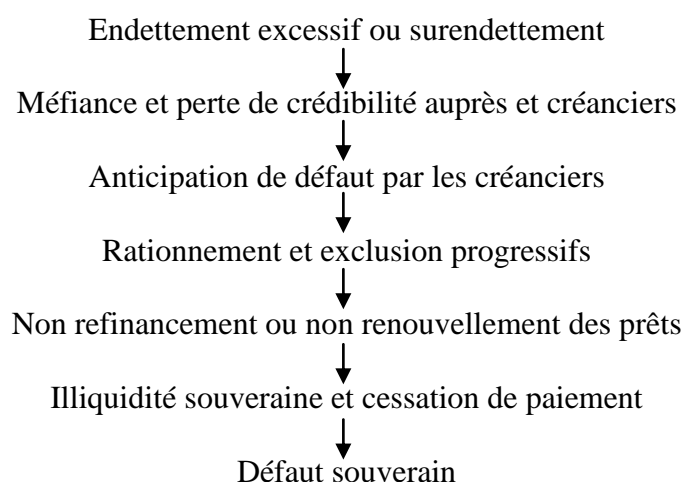 Endettement excessif ou surendettement
Méfiance et perte de crédibilité auprès et créanciers
Anticipation de défaut par les créanciers
Rationnement et exclusion progressifs
Non refinancement ou non renouvellement des prêts
Illiquidité souveraine et cessation de paiement
Défaut souverain